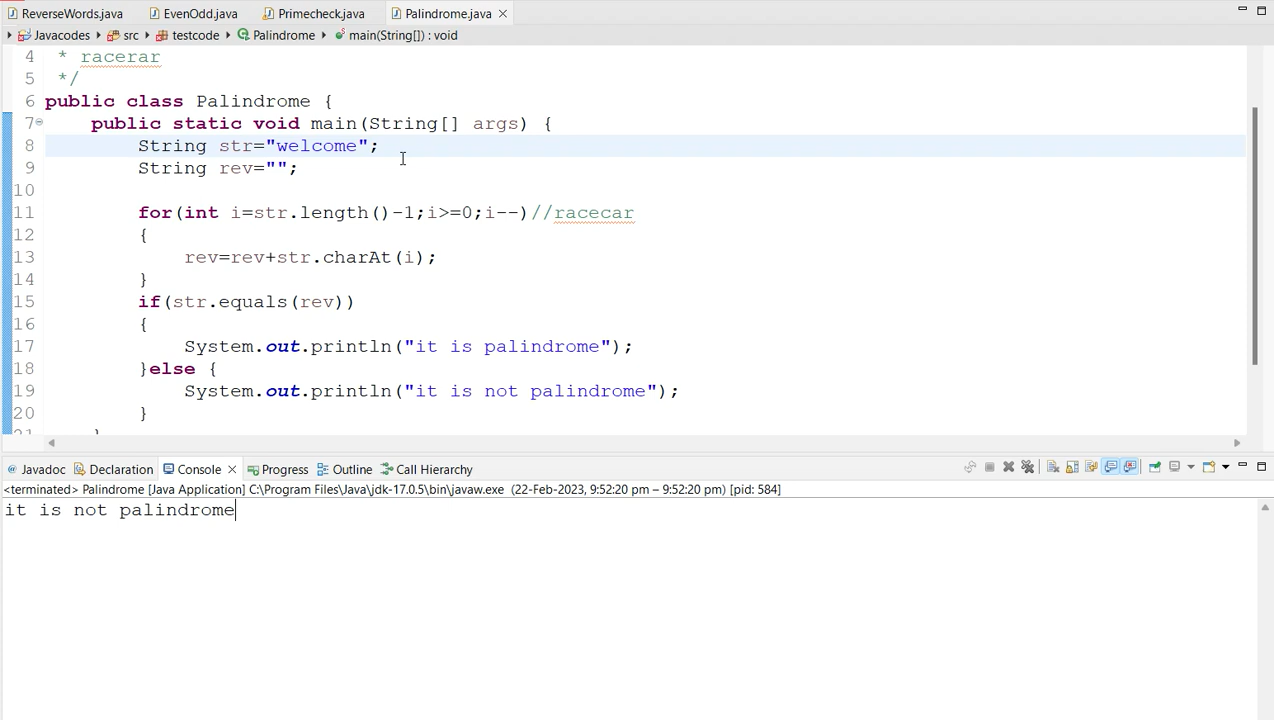 ReverseWords.java EvenOdd.java Primecheck.java Palindrome.java
Javacodes src testcode Palindrome main(String[]) : void
4 * racerar
5 */
6 public class Palindrome {
7 public static void main(String[] args) {
8 String str="welcome";
9 String rev="";
10
11 for(int i=str.length()-1;i>=0;i--)//racecar
12 {
13 rev=rev+str.charAt(i);
14 }
15 if(str.equals(rev))
16 {
17 System.out.println("it is palindrome");
18 }else {
19 System.out.println("it is not palindrome");
20 }
21 }
Javadoc Declaration Console Progress Outline Call Hierarchy
<terminated> Palindrome [Java Application] C:\Program Files\Java\jdk-17.0.5\bin\javaw.exe (22-Feb-2023, 9:52:20 pm – 9:52:20 pm) [pid: 584]
it is not palindrome